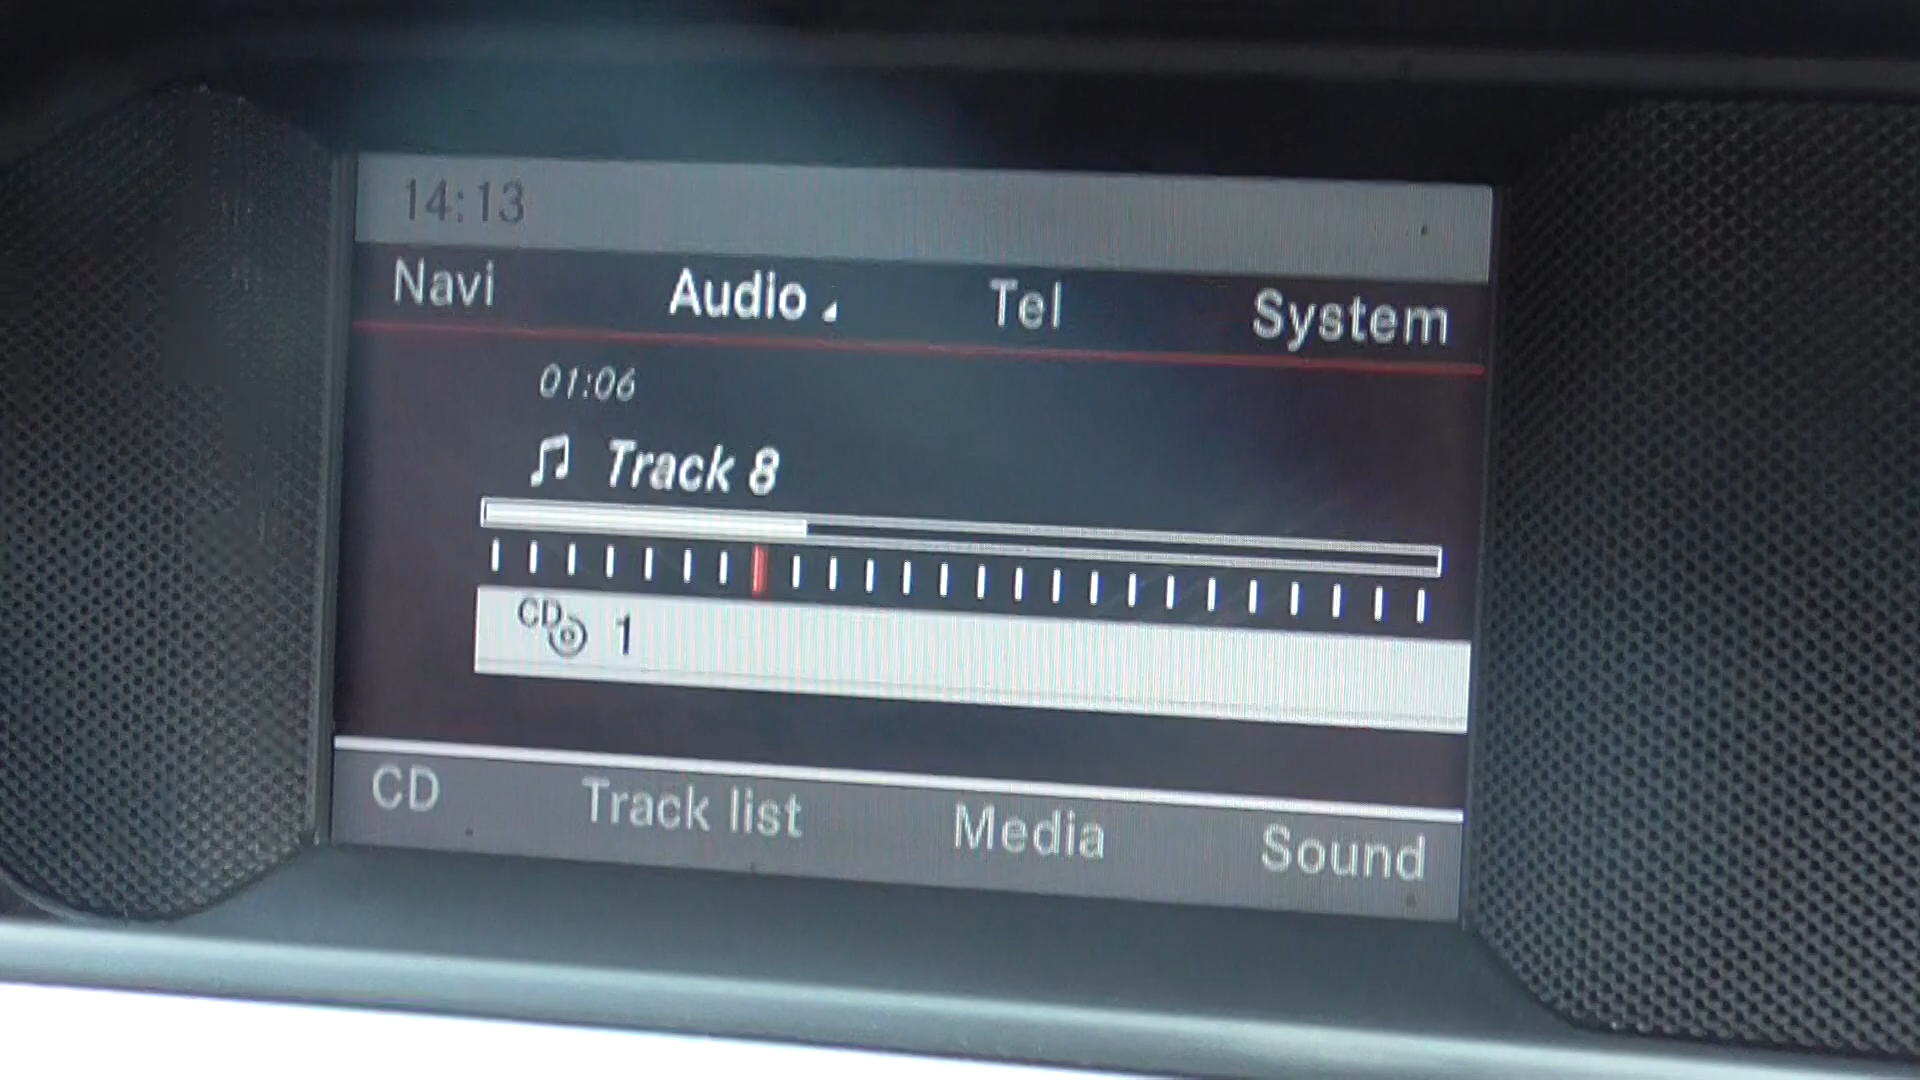 14:13
Navi Audio Tel System
01:06
Track 8
CD 1
CD Track list Media Sound